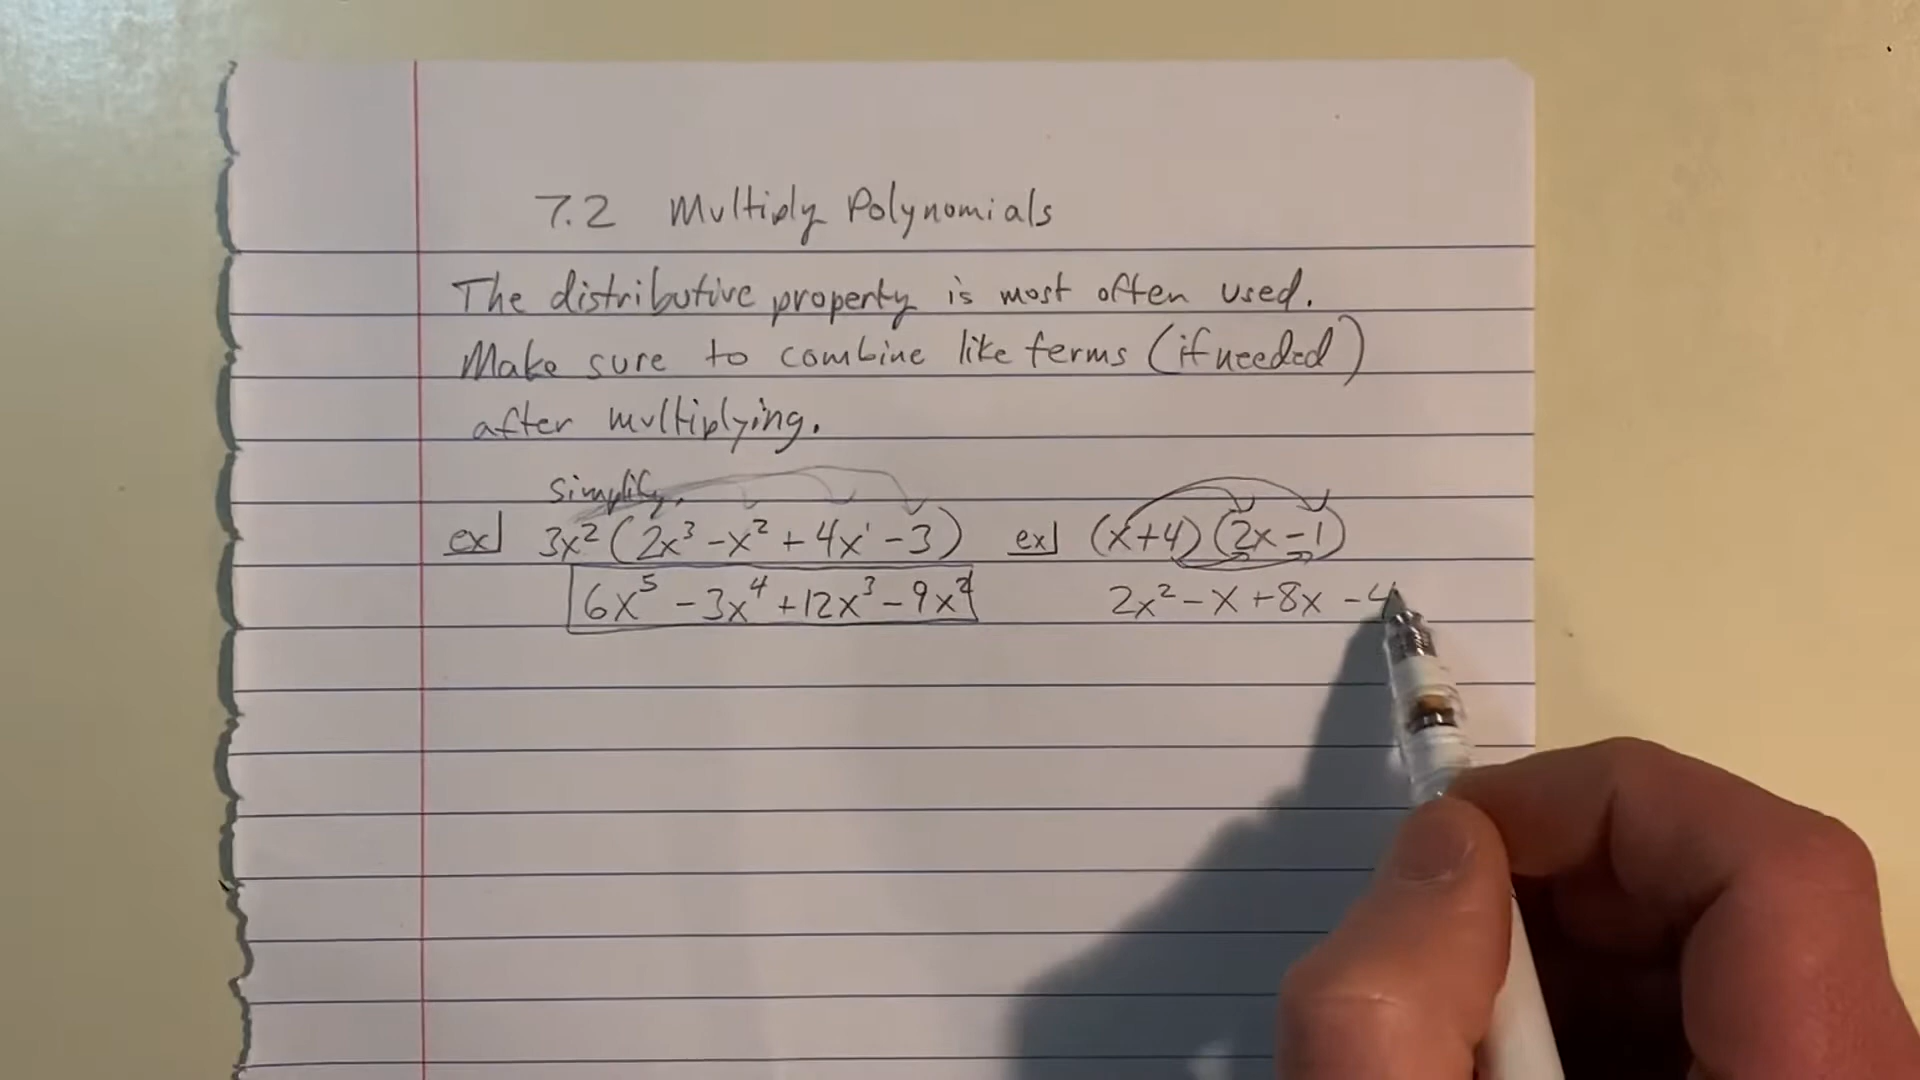 7.2 Multiply Polynomials
The distributive property is most often used.
Make sure to combine like terms (if needed)
after multiplying.
Simplify.
ex] 3x² (2x³ - x² + 4x¹ - 3) ex] (x+4) (2x - 1)
6x⁵ - 3x⁴ + 12x³ - 9x² 2x² - x + 8x - 4